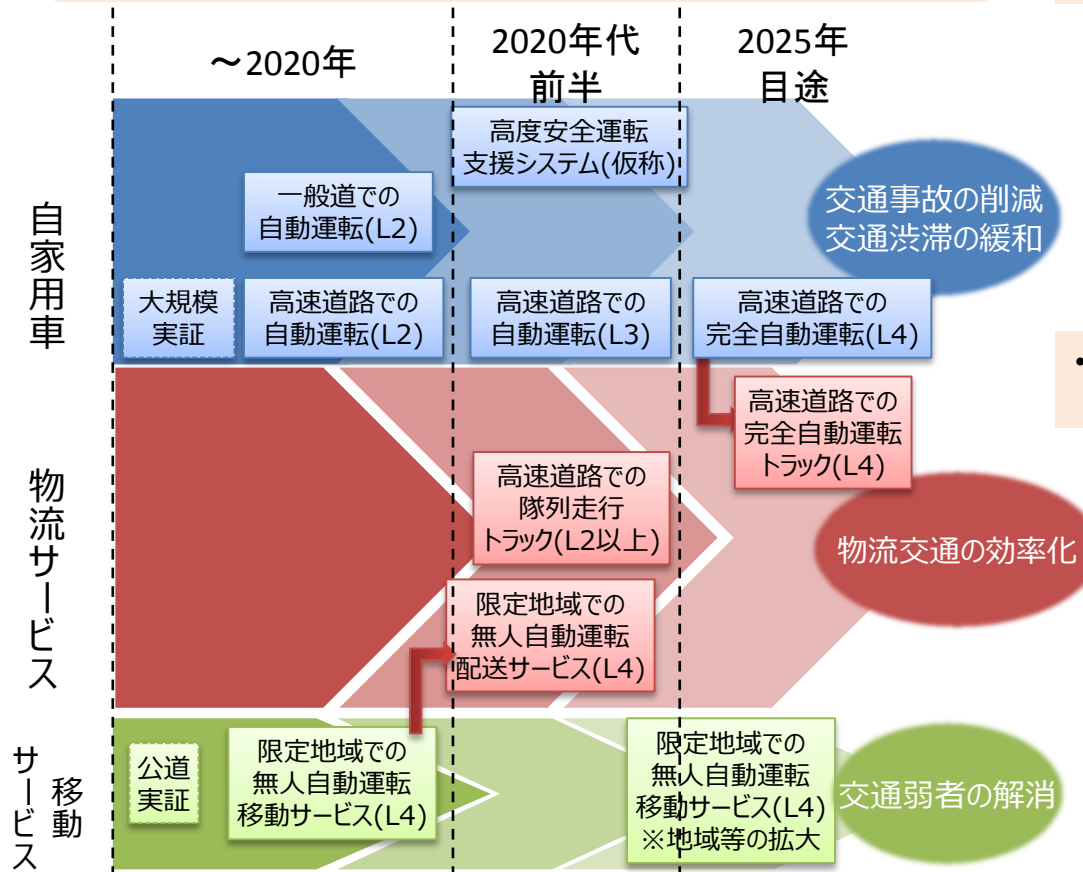 ～2020年
2020年代
前半
2025年
目途
自家用車
高度安全運転
支援システム(仮称)
一般道での
自動運転(L2)
大規模
実証
高速道路での
自動運転(L2)
高速道路での
自動運転(L3)
高速道路での
完全自動運転(L4)
交通事故の削減
交通渋滞の緩和
物流サービス
高速道路での
完全自動運転
トラック(L4)
高速道路での
隊列走行
トラック(L2以上)
限定地域での
無人自動運転
配送サービス(L4)
物流交通の効率化
移動
サービス
公道
実証
限定地域での
無人自動運転
移動サービス(L4)
限定地域での
無人自動運転
移動サービス(L4)
※地域等の拡大
交通弱者の解消